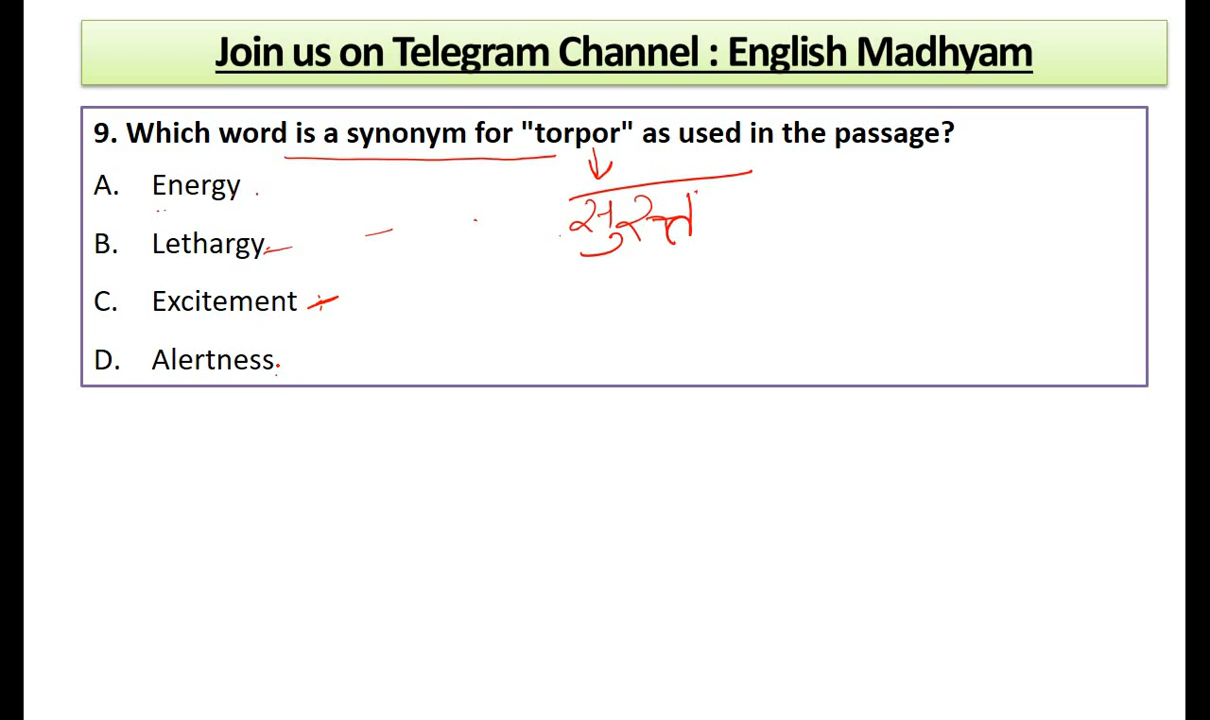 Join us on Telegram Channel : English Madhyam
9. Which word is a synonym for "torpor" as used in the passage?
A. Energy
B. Lethargy
C. Excitement
D. Alertness